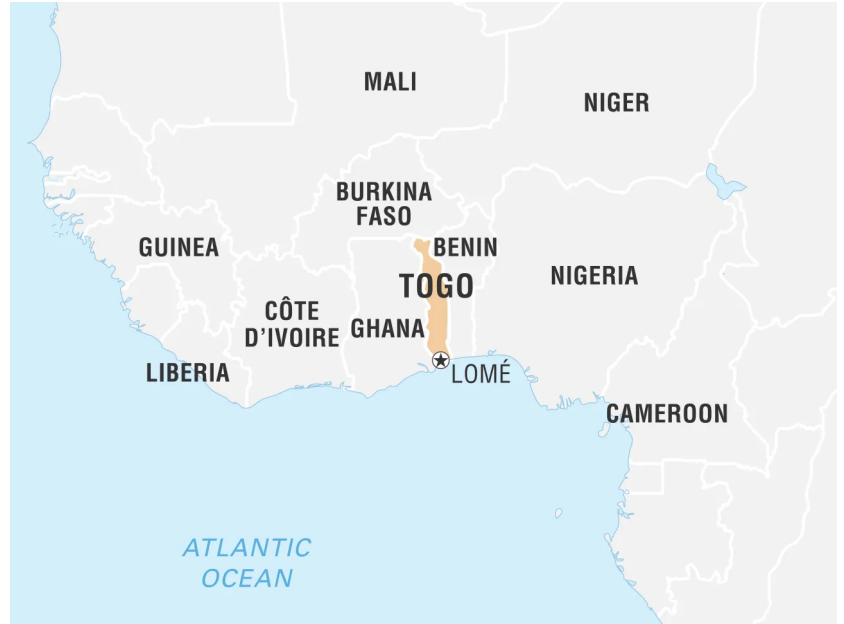 MALI
NIGER
BURKINA
FASO
GUINEA
BENIN
NIGERIA
TOGO
CÔTE
D'IVOIRE
GHANA
LIBERIA
LOMÉ
CAMEROON
ATLANTIC
OCEAN